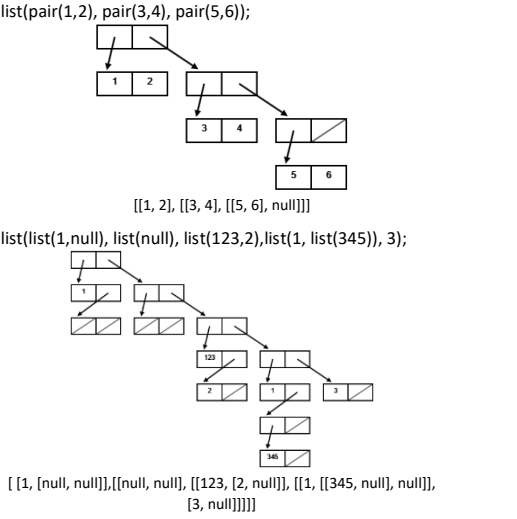 list(pair(1,2), pair(3,4), pair(5,6));
1 2
3 4
5 6
[[1, 2], [[3, 4], [[5, 6], null]]]
list(list(1,null), list(null), list(123,2),list(1, list(345)), 3);
1
123
2 1 3
345
[ [1, [null, null]],[[null, null], [[123, [2, null]], [[1, [[345, null], null]],
[3, null]]]]]